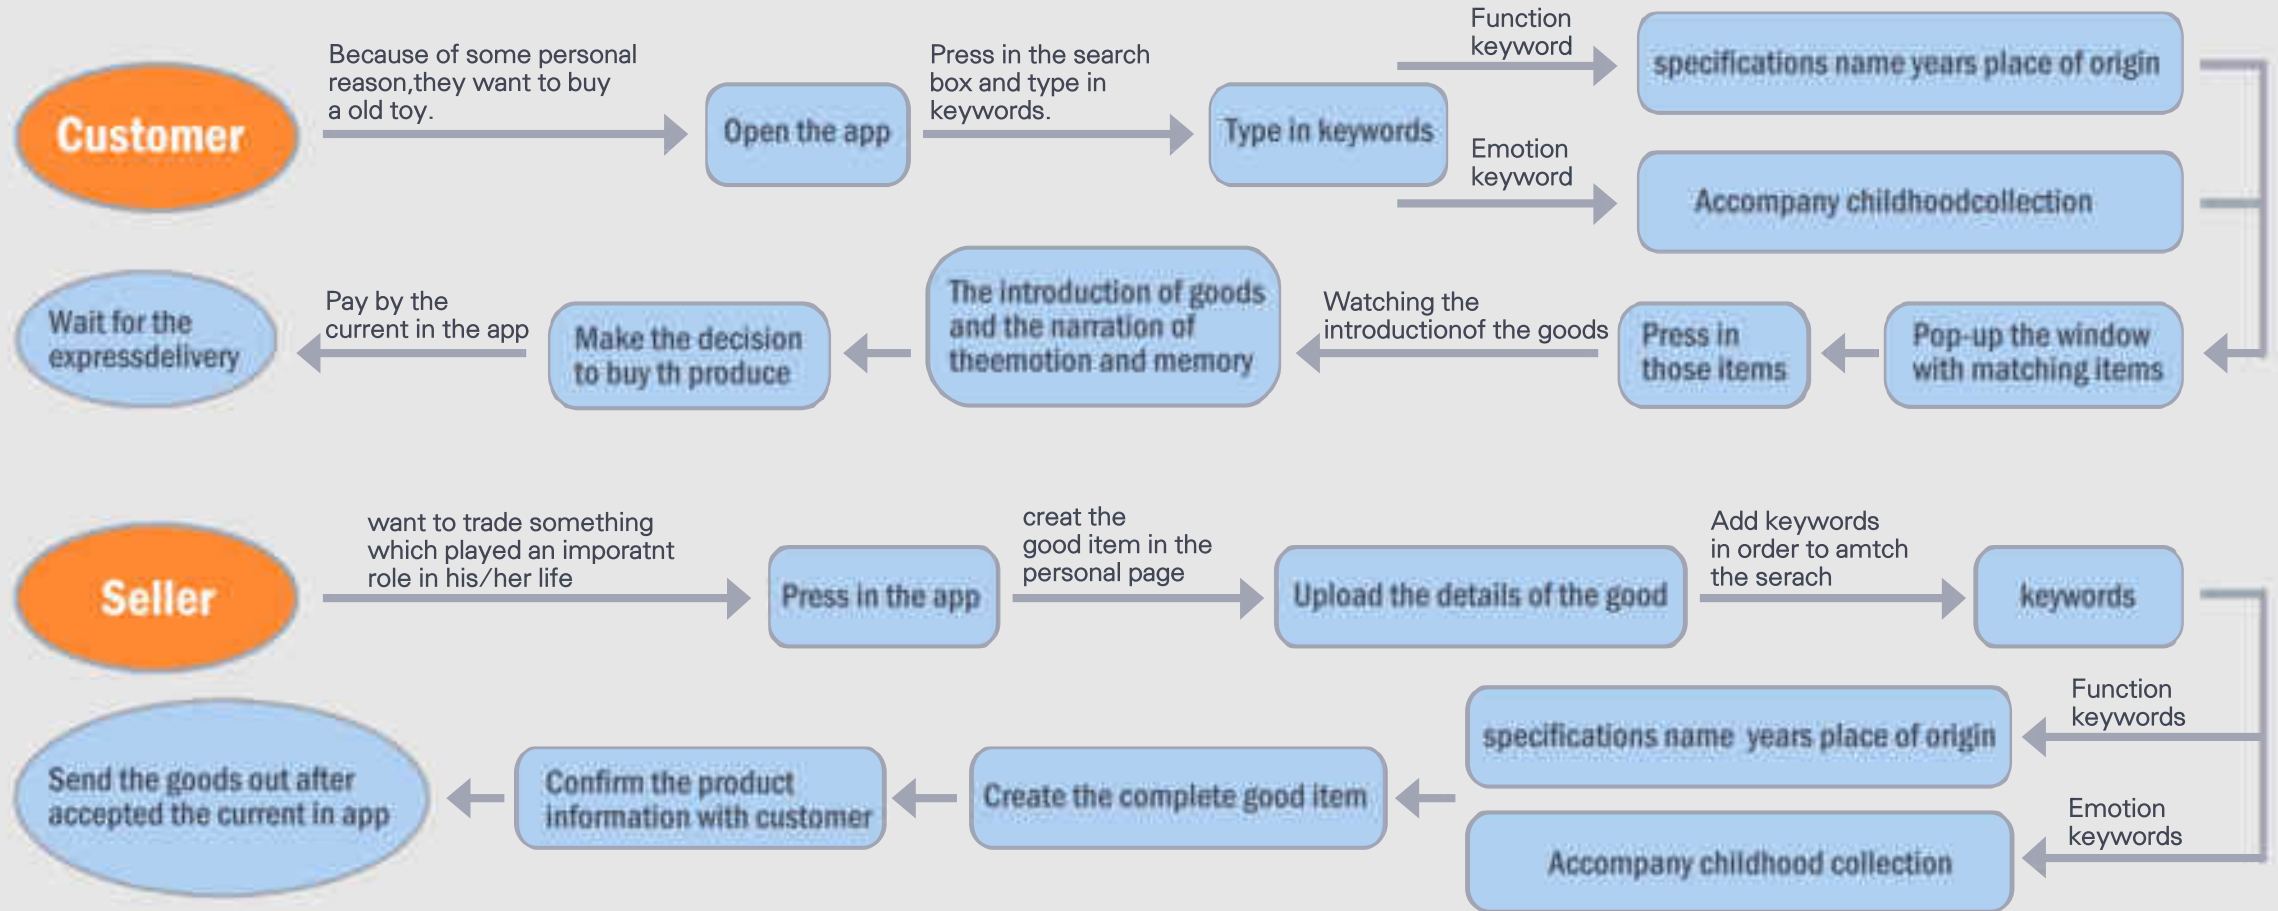 Customer
Because of some personal
reason,they want to buy
a old toy.
Open the app
Press in the search
box and type in
keywords.
Type in keywords
Function
keyword
specifications name years place of origin
Emotion
keyword
Accompany childhoodcollection
Pop-up the window
with matching items
Press in
those items
Watching the
introductionof the goods
The introduction of goods
and the narration of
theemotion and memory
Make the decision
to buy th produce
Pay by the
current in the app
Wait for the
expressdelivery
Seller
want to trade something
which played an imporatnt
role in his/her life
Press in the app
creat the
good item in the
personal page
Upload the details of the good
Add keywords
in order to amtch
the serach
keywords
Function
keywords
specifications name years place of origin
Emotion
keywords
Accompany childhood collection
Create the complete good item
Confirm the product
information with customer
Send the goods out after
accepted the current in app